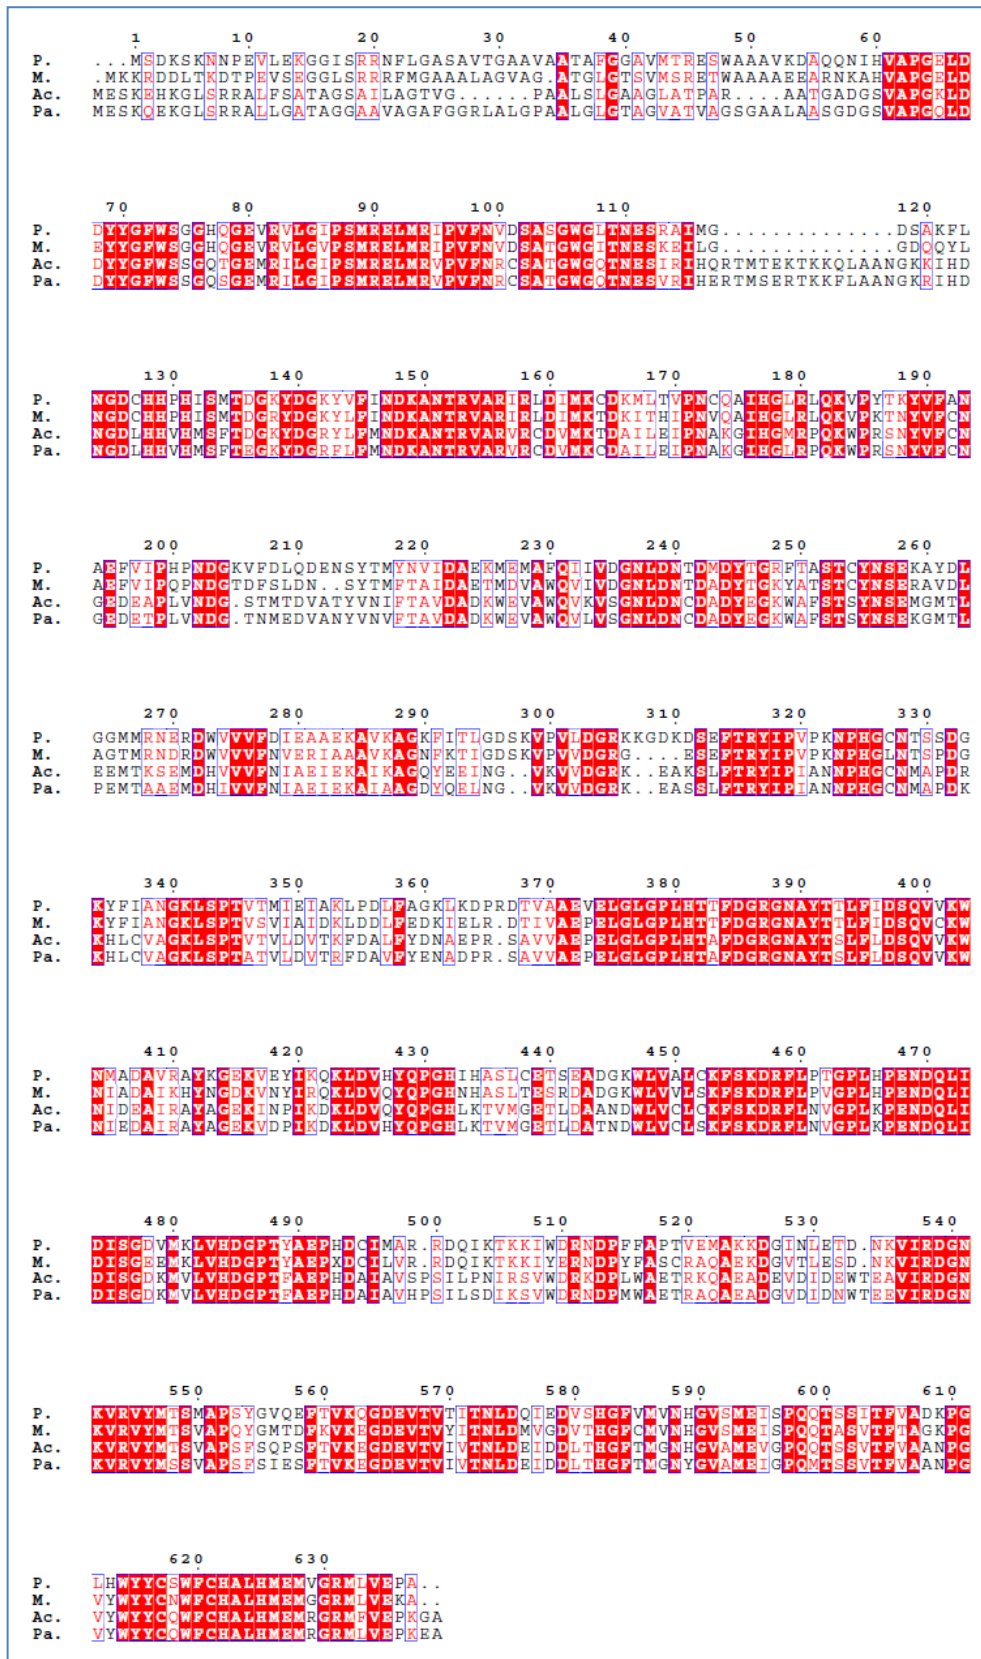 1 10 20 30 40 50 60
P. ...MSDKSKNNPEVLEKGGISRRNFLGASAVTGAAVAATAFGGAVMTRESWAAAVKDAQQNIHVAPGELD
M. .MKKRDDLTKDTPEVSEGGLSRRRFMGAAALAGVAG.ATGLGTSVMSRETWAAAAEEARNKAHVAPGELD
Ac. MESKEHKGLSRRALFSATAGSAILAGTVG......PAALSLGAAGLATPAR....AATGADGSVAPGKLD
Pa. MESKQEKGLSRRALLGATAGGAAVAGAFGGRLALGPAALGLGTAGVATVAGSGAALAASGDGSVAPGQLD
70 80 90 100 110 120
P. DYYGFWSGGHQGEVRVLGIPSMRELMRIPVFNVDSASGWGLTNESRAIMG..............DSAKFL
M. EYYGFWSGGHQGEVRVLGVPSMRELMRIPVFNVDSATGWGITNESKEILG..............GDQQYL
Ac. DYYGFWSSGQTGEMRILGIPSMRELMRVPVFNRCSATGWGQTNESIRIHQRTMTEKTKKQLAANGKKIHD
Pa. DYYGFWSSGQSGEMRILGIPSMRELMRVPVFNRCSATGWGQTNESVRIHERTMSERTKKFLAANGKRIHD
130 140 150 160 170 180 190
P. NGDCHHPHISMTDGKYDGKYVFINDKANTRVARIRLDIMKCDKMLTVPNCQAIHGLRLQKVPYTKYVFAN
M. NGDCHHPHISMTDGRYDGKYLFINDKANTRVARIRLDIMKTDKITHIPNVQAIHGLRLQKVPKTNYVFCN
Ac. NGDLHHVHMSFTDGKYDGRYLFMNDKANTRVARVRCDVMKTDAILEIPNAKGIHGMRPQKWPRSNYVFCN
Pa. NGDLHHVHMSFTEGKYDGRFLFMNDKANTRVARVRCDVMKCDAILEIPNAKGIHGLRPQKWPRSNYVFCN
200 210 220 230 240 250 260
P. AEFVIPHPNDGKVFDLQDENSYTMYNVIDAEKMEMAFQIIVDGNLDNTDMDYTGRFTASTCYNSEKAYDL
M. AEFVIPQPNDGTDFSLDN..SYTMFTAIDAETMDVAWQVIVDGNLDNTDADYTGKYATSTCYNSERAVDL
Ac. GEDEAPLVNDG.STMTDVATYVNIFTAVDADKWEVAWQVKVSGNLDNCDADYEGKWAFSTSYNSEMGMTL
Pa. GEDETPLVNDG.TNMEDVANYVNVFTAVDADKWEVAWQVLVSGNLDNCDADYEGKWAFSTSYNSEKGMTL
270 280 290 300 310 320 330
P. GGMMRNERDWVVVFDIEAAEKAVKAGKFITLGDSKVPVLDGRKKGDKDSEFTRYIPVPKNPHGCNTSSDG
M. AGTMRNDRDWVVVFNVERIAAAVKAGNFKTIGDSKVPVVDGRG....ESEFTRYIPVPKNPHGLNTSPDG
Ac. EEMTKSEMDHVVVFNIAEIEKAIKAGQYEEING..VKVVDGRK..EAKSLFTRYIPIANNPHGCNMAPDR
Pa. PEMTAAEMDHIVVFNIAEIEKAIAAGDYQELNG..VKVVDGRK..EASSLFTRYIPIANNPHGCNMAPDK
340 350 360 370 380 390 400
P. KYFIANGKLSPTVTMIEIAKLPDLFAGKLKDPRDTVAAEVELGLGPLHTTFDGRGNAYTTLFIDSQVVKW
M. KYFIANGKLSPTVSVIAIDKLDDLFEDKIELR.DTIVAEPELGLGPLHTTFDGRGNAYTTLFIDSQVCKW
Ac. KHLCVAGKLSPTVTVLDVTKFDALFYDNAEPR.SAVVAEPELGLGPLHTAFDGRGNAYTSLFLDSQVVKW
Pa. KHLCVAGKLSPTATVLDVTRFDAVFYENADPR.SAVVAEPELGLGPLHTAFDGRGNAYTSLFLDSQVVKW
410 420 430 440 450 460 470
P. NMADAVRAYKGEKVEYIKQKLDVHYQPGHIHASLCETSEADGKWLVALCKFSKDRFLPTGPLHPENDQLI
M. NIADAIKHYNGDKVNYIRQKLDVQYQPGHNHASLTESRDADGKWLVVLSKFSKDRFLPVGPLHPENDQLI
Ac. NIDEAIRAYAGEKINPIKDKLDVQYQPGHLKTVMGETLDAANDWLVCLCKFSKDRFLNVGPLKPENDQLI
Pa. NIEDAIRAYAGEKVDPIKDKLDVHYQPGHLKTVMGETLDATNDWLVCLSKFSKDRFLNVGPLKPENDQLI
480 490 500 510 520 530 540
P. DISGDVMKLVHDGPTYAEPHDCIMAR.RDQIKTKKIWDRNDPFFAPTVEMAKKDGINLETD.NKVIRDGN
M. DISGEEMKLVHDGPTYAEPXDCILVR.RDQIKTKKIYERNDPYFASCRAQAEKDGVTLESD.NKVIRDGN
Ac. DISGDKMVLVHDGPTFAEPHDAIAVSPSILPNIRSVWDRKDPLWAETRKQAEADEVDIDEWTEAVIRDGN
Pa. DISGDKMVLVHDGPTFAEPHDAIAVHPSILSDIKSVWDRNDPMWAETRAQAEADGVDIDNWTEEVIRDGN
550 560 570 580 590 600 610
P. KVRVYMTSMAPSYGVQEFTVKQGDEVTVTITNLDQIEDVSHGFVMVNHGVSMEISPQQTSSITFVADKPG
M. KVRVYMTSVAPQYGMTDFKVKEGDEVTVYITNLDMVGDVTHGFCMVNHGVSMEISPQQTASVTFTAGKPG
Ac. KVRVYMTSVAPSFSQPSFTVKEGDEVTVIVTNLDEIDDLTHGFTMGNHGVAMEVGPQQTSSVTFVAANPG
Pa. KVRVYMSSVAPSFSIESFTVKEGDEVTVIVTNLDEIDDLTHGFTMGNYGVAMEIGPQMTSSVTFVAANPG
620 630
P. LHWYYCSWFCHALHMEMVGRMLVEPA..
M. VYWYYCNWFCHALHMEMGGRMLVEKA..
Ac. VYWYYCQWFCHALHMEMRGRMFVEPKGA
Pa. VYWYYCQWFCHALHMEMRGRMLVEPKEA